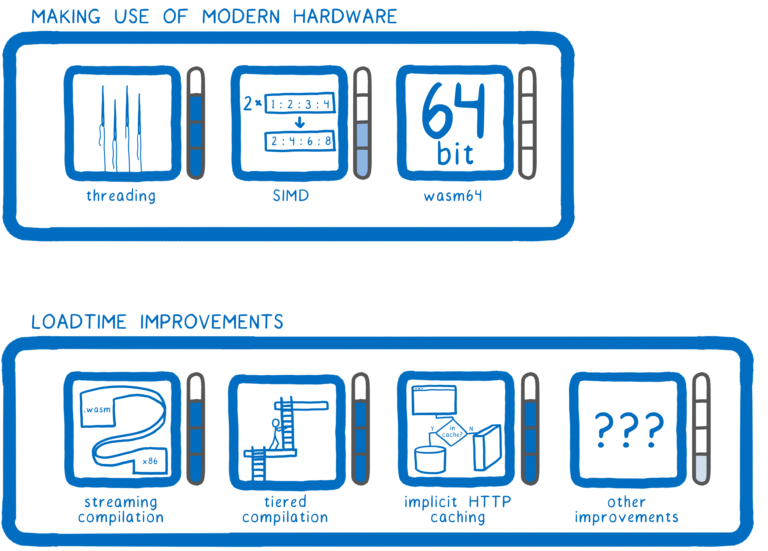 MAKING USE OF MODERN HARDWARE
2× 1 : 2 : 3 : 4
2 : 4 : 6 : 8
64
bit
threading
SIMD
wasm64
LOADTIME IMPROVEMENTS
.wasm
x86
Y
in
cache?
N
???
streaming
compilation
tiered
compilation
implicit HTTP
caching
other
improvements